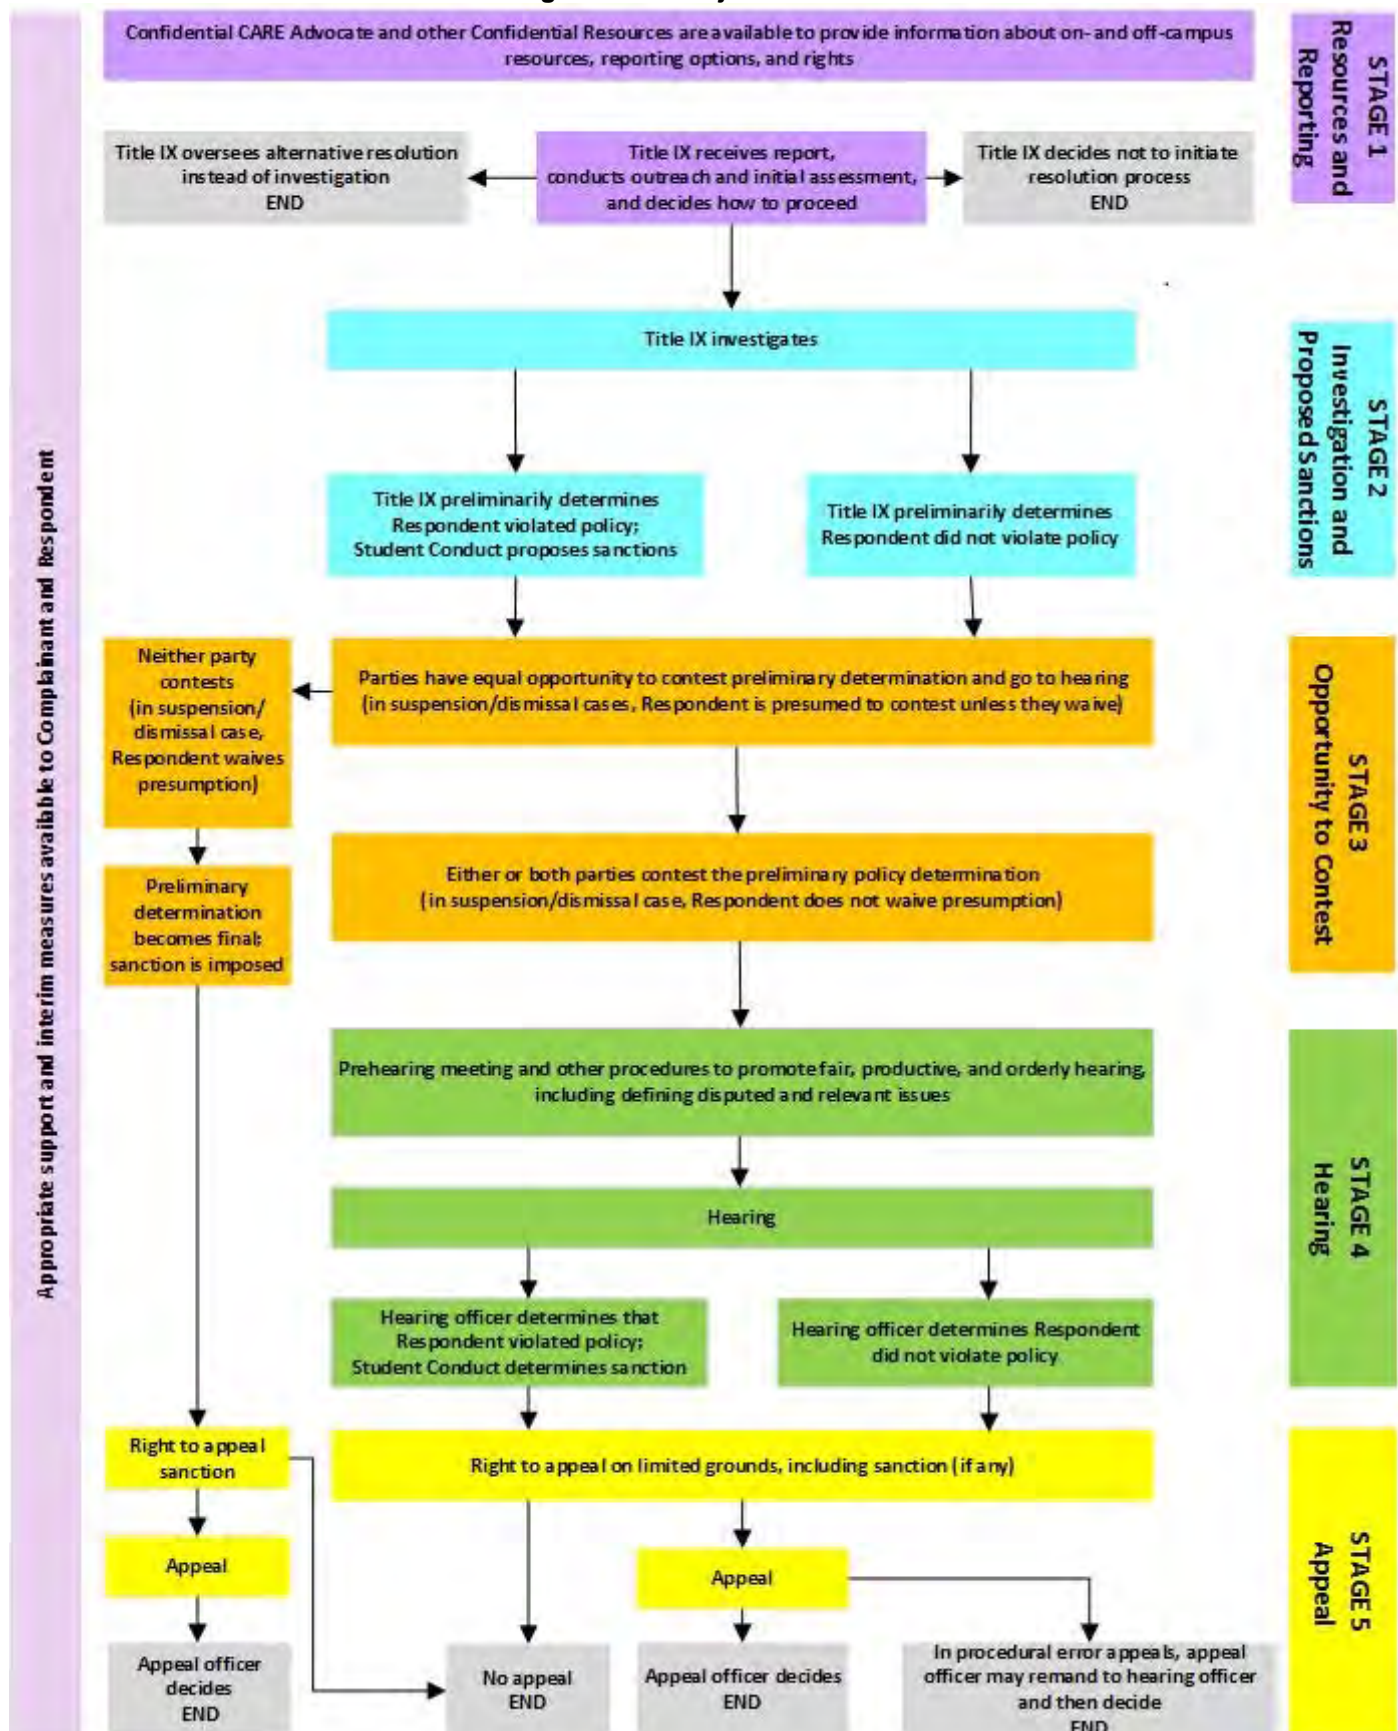 Confidential CARE Advocate and other Confidential Resources are available to provide information about on- and off-campus
resources, reporting options, and rights
STAGE 1
Resources and
Reporting
Title IX oversees alternative resolution
instead of investigation
END
Title IX receives report,
conducts outreach and initial assessment,
and decides how to proceed
Title IX decides not to initiate
resolution process
END
Title IX investigates
STAGE 2
Investigation and
Proposed Sanctions
Title IX preliminarily determines
Respondent violated policy;
Student Conduct proposes sanctions
Title IX preliminarily determines
Respondent did not violate policy
Appropriate support and interim measures available to Complainant and Respondent
Neither party
contests
(in suspension/
dismissal case,
Respondent waives
presumption)
Parties have equal opportunity to contest preliminary determination and go to hearing
(in suspension/dismissal cases, Respondent is presumed to contest unless they waive)
STAGE 3
Opportunity to Contest
Either or both parties contest the preliminary policy determination
(in suspension/dismissal case, Respondent does not waive presumption)
Preliminary
determination
becomes final;
sanction is imposed
Prehearing meeting and other procedures to promote fair, productive, and orderly hearing,
including defining disputed and relevant issues
STAGE 4
Hearing
Hearing
Hearing officer determines that
Respondent violated policy;
Student Conduct determines sanction
Hearing officer determines Respondent
did not violate policy
Right to appeal
sanction
Right to appeal on limited grounds, including sanction (if any)
STAGE 5
Appeal
Appeal
Appeal
Appeal officer
decides
END
No appeal
END
Appeal officer decides
END
In procedural error appeals, appeal
officer may remand to hearing officer
and then decide
END